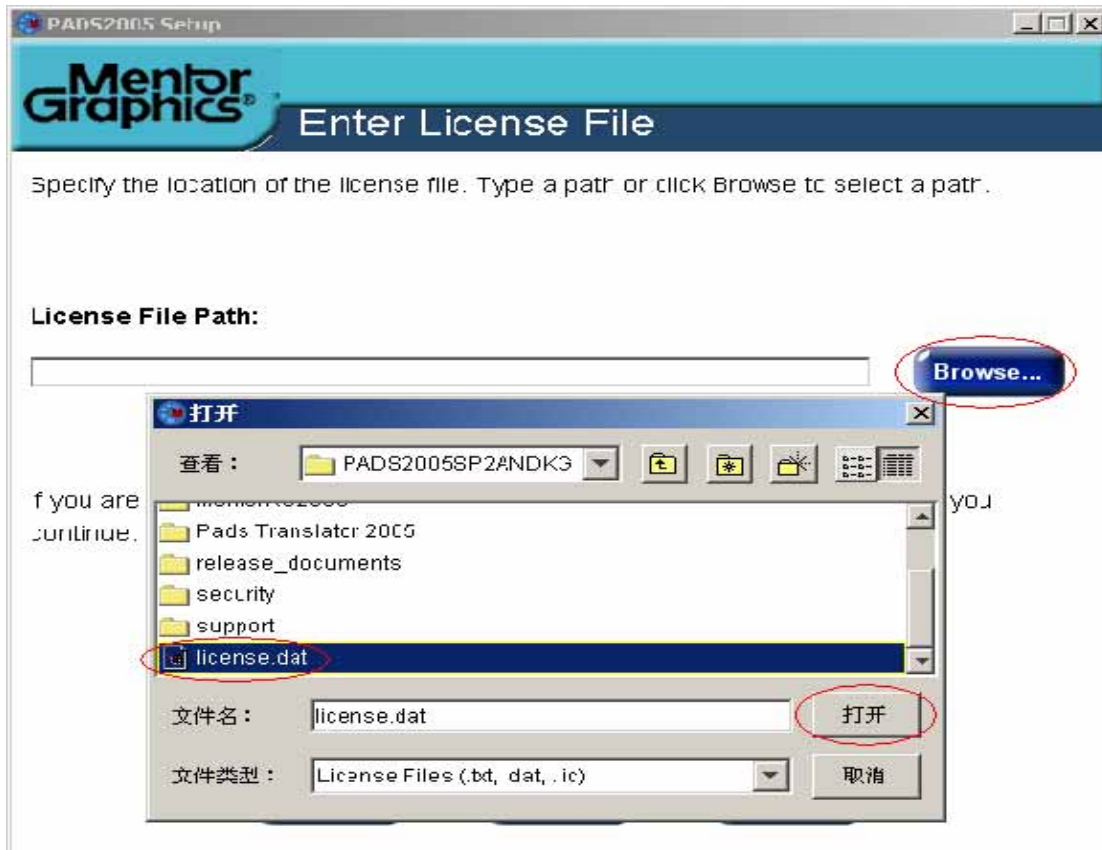 PADS2005 Setup
Mentor
Graphics®
Enter License File
Specify the location of the license file. Type a path or click Browse to select a path.
License File Path:
Browse...
打开
查看：
PADS2005SP2ANDKG
f you are
you
continue.
Pads Translator 2005
release_documents
security
support
license.dat
文件名：
license.dat
打开
文件类型：
License Files (.txt, dat, .ic)
取消